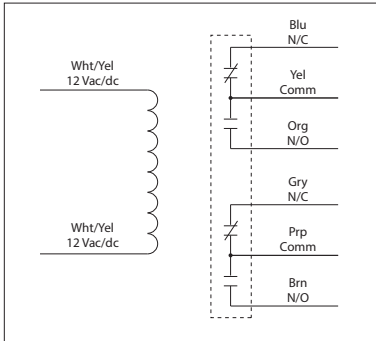 Wht/Yel
12 Vac/dc
Wht/Yel
12 Vac/dc
Blu
N/C
Yel
Comm
Org
N/O
Gry
N/C
Prp
Comm
Brn
N/O